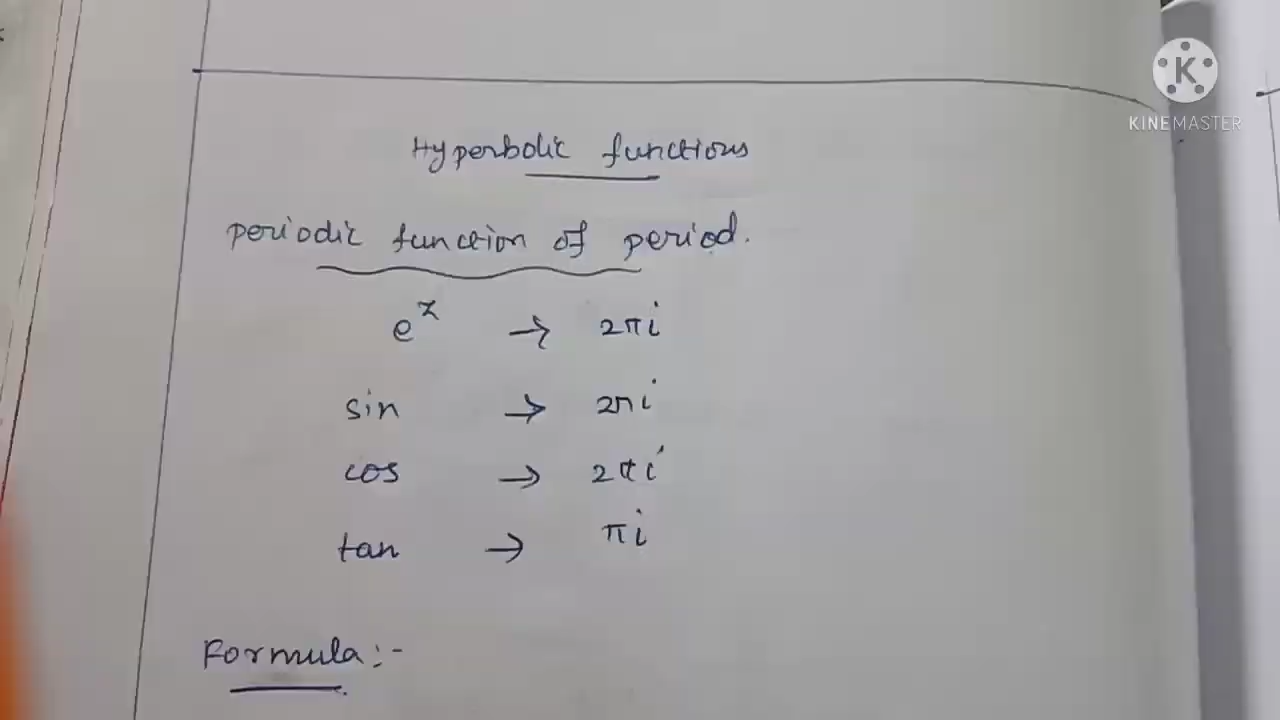 K
KINEMASTER
Hyperbolic functions
periodic function of period.
e^z → 2πi
sin → 2πi
cos → 2πi
tan → πi
Formula:-